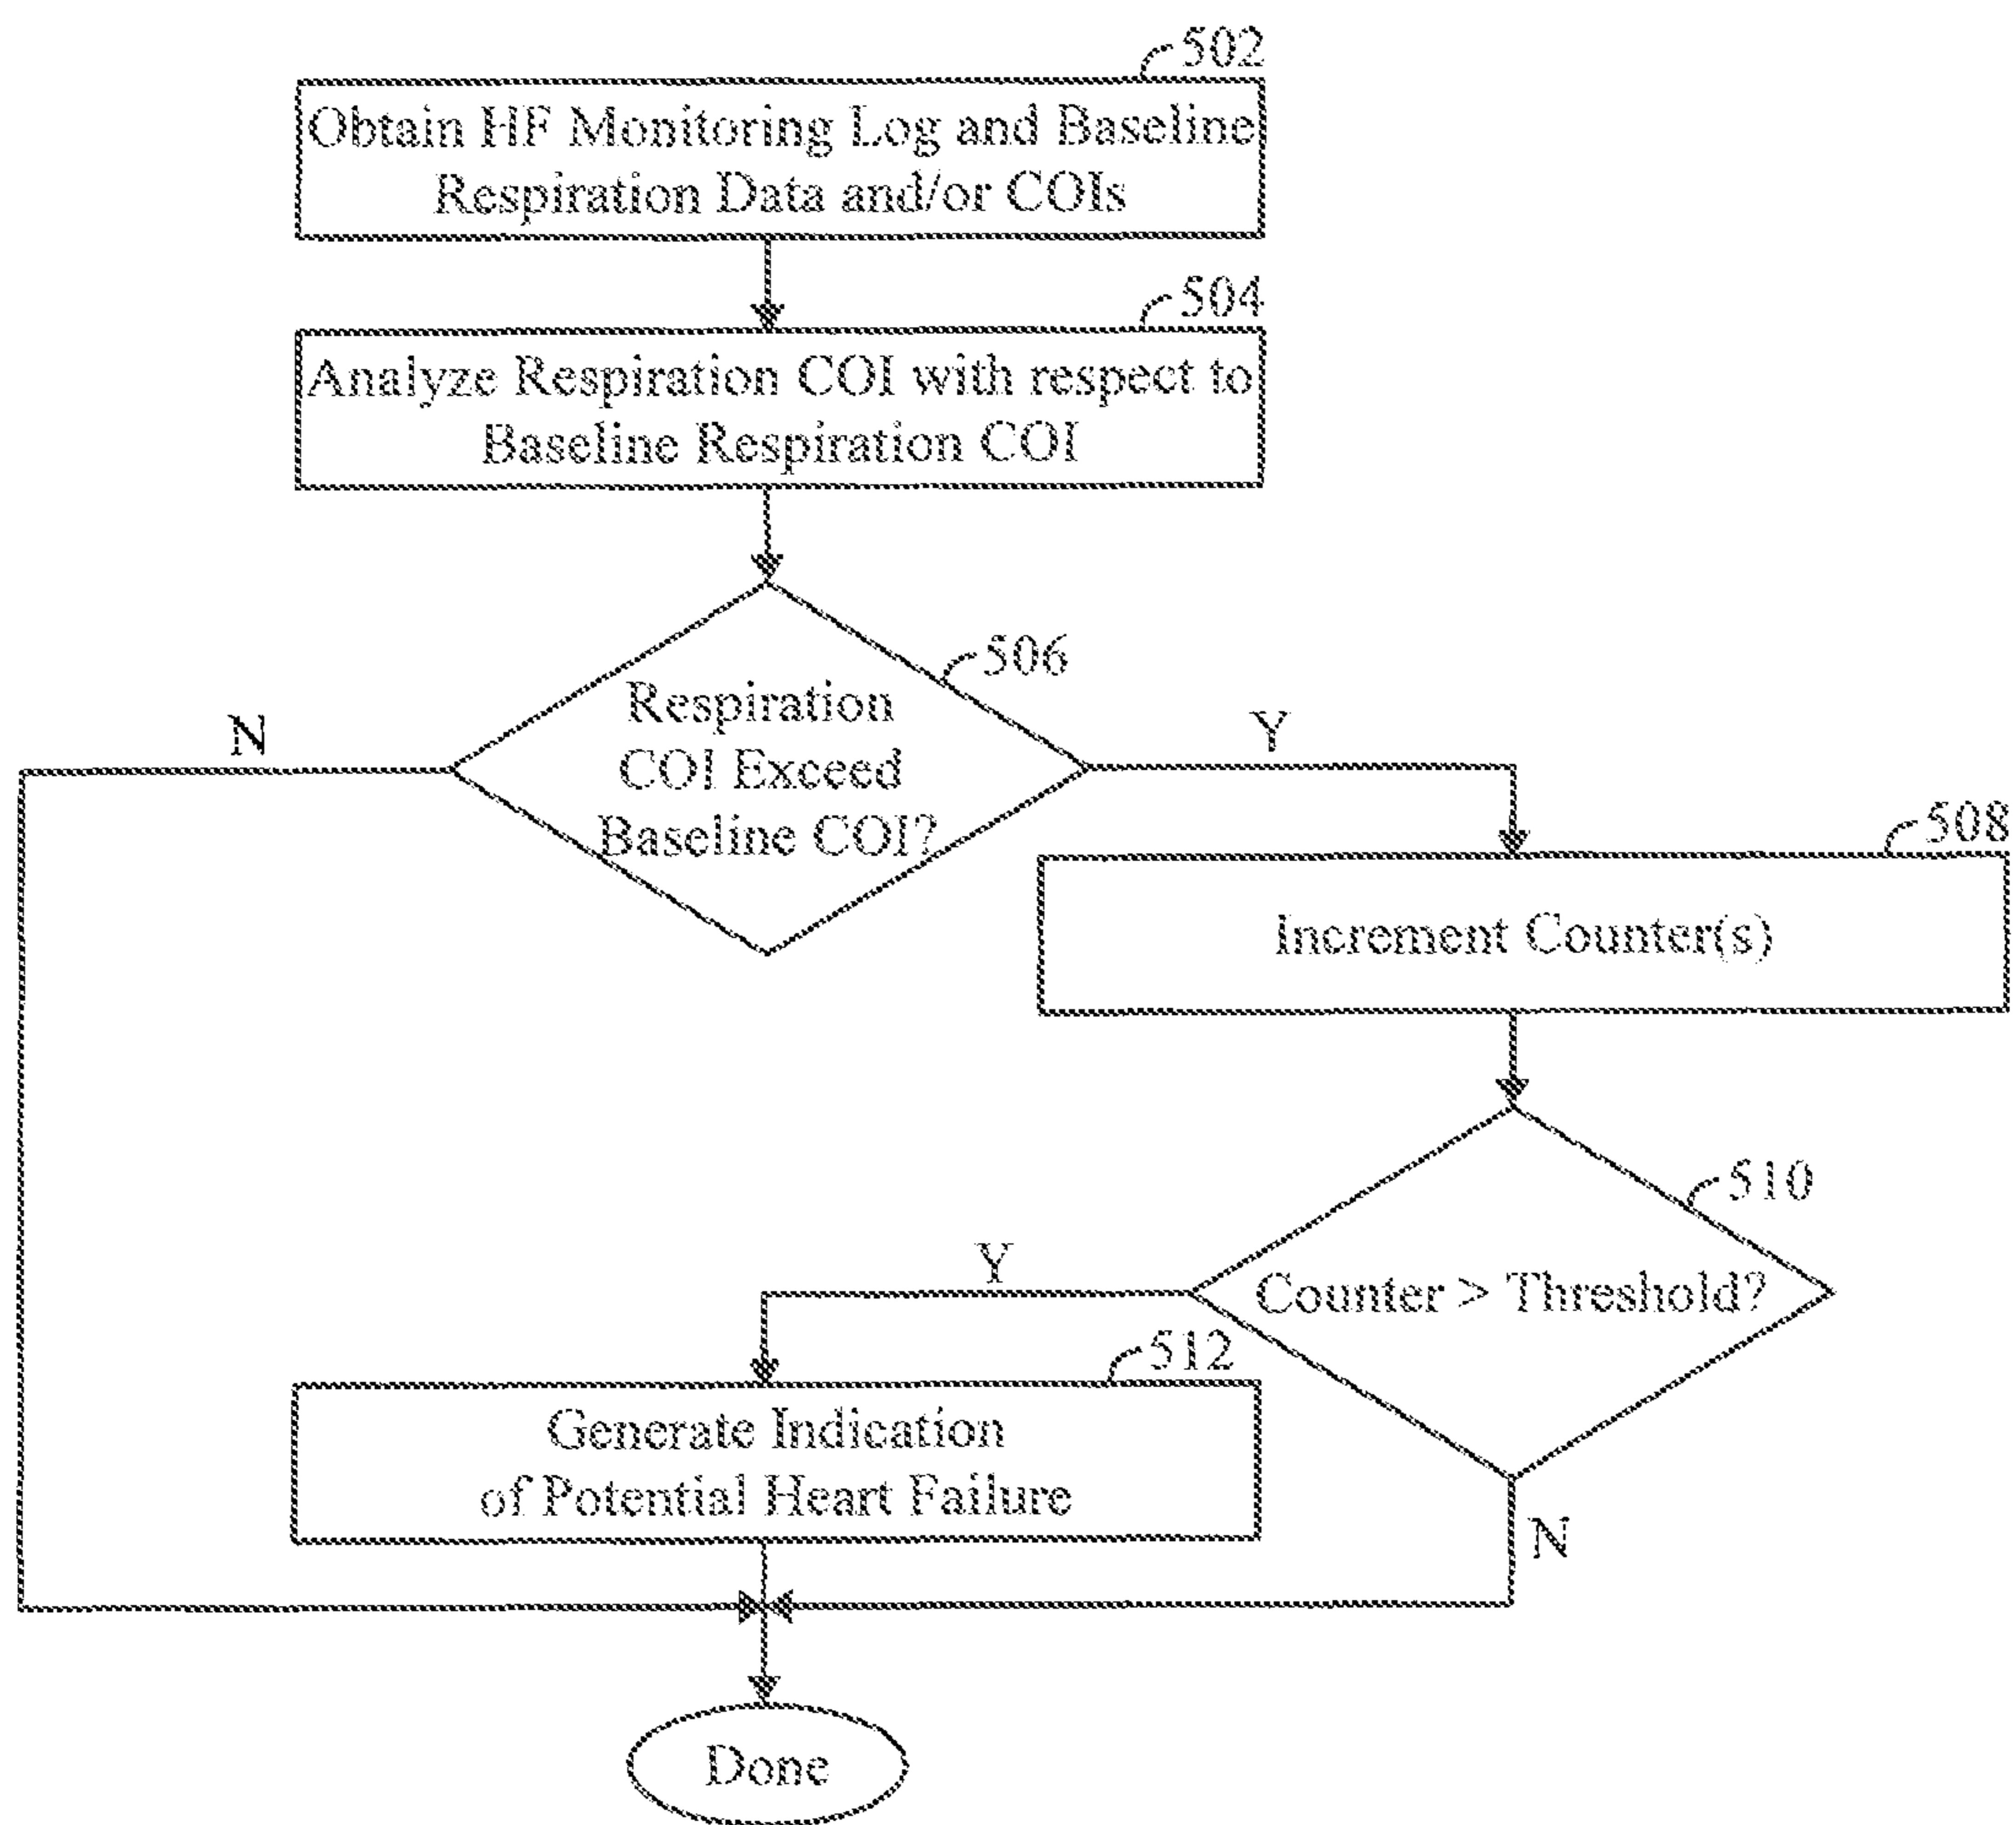 502
Obtain HF Monitoring Log and Baseline
Respiration Data and/or COIs
504
Analyze Respiration COI with respect to
Baseline Respiration COI
506
Respiration
COI Exceed
Baseline COI?
N
Y
508
Increment Counter(s)
510
Counter > Threshold?
Y
N
512
Generate Indication
of Potential Heart Failure
Done